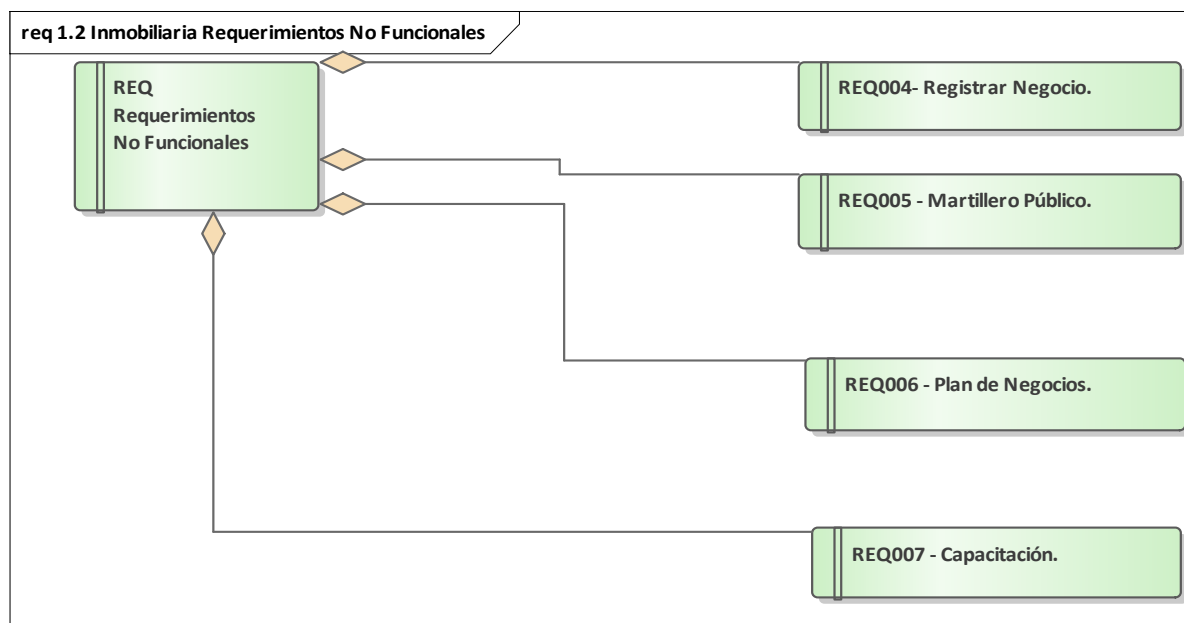 req 1.2 Inmobiliaria Requerimientos No Funcionales
REQ
Requerimientos
No Funcionales
REQ004- Registrar Negocio.
REQ005 - Martillero Público.
REQ006 - Plan de Negocios.
REQ007 - Capacitación.